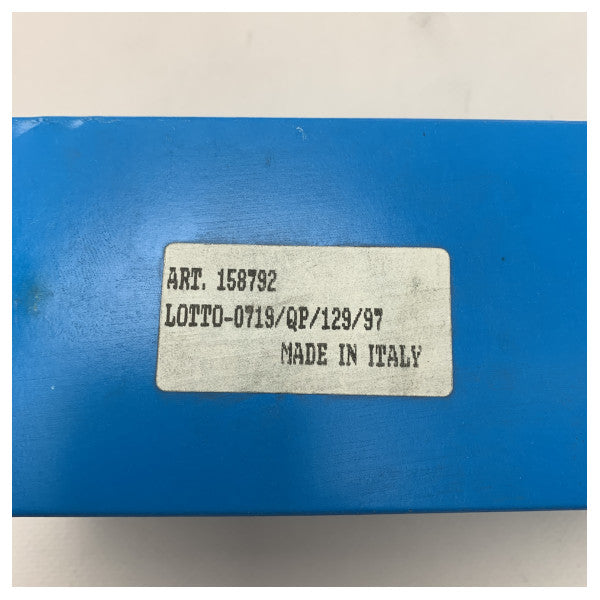 ART. 158792
LOTTO-0719/QP/129/97
MADE IN ITALY